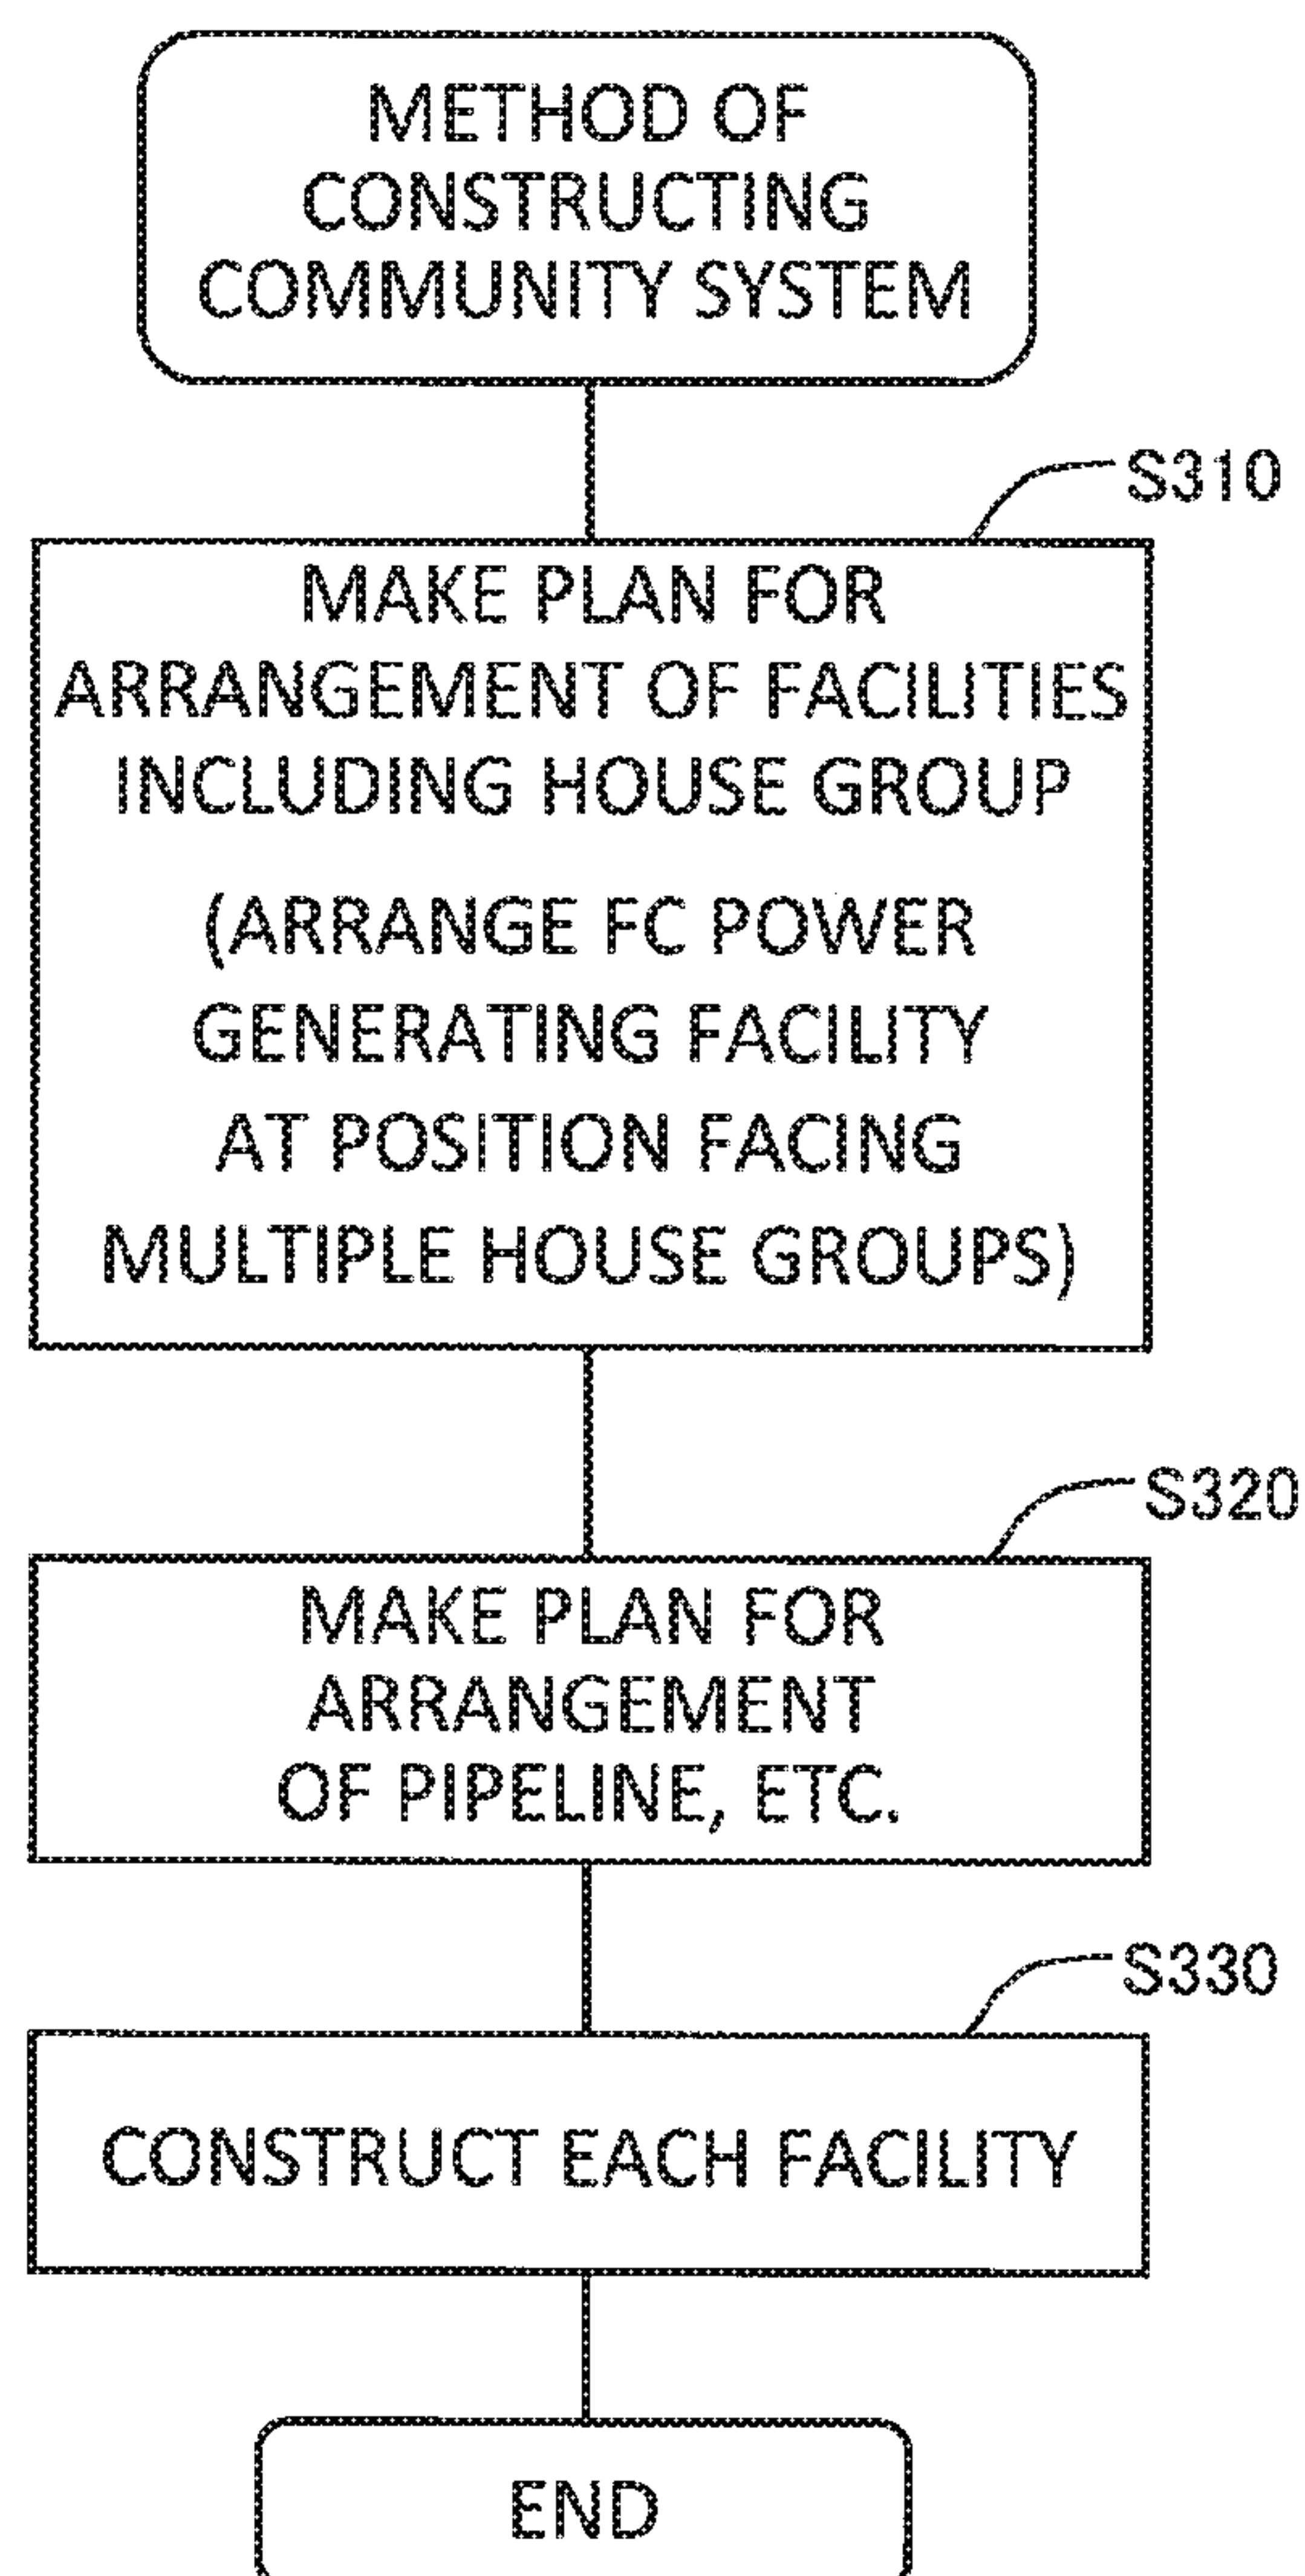 METHOD OF
CONSTRUCTING
COMMUNITY SYSTEM
S310
MAKE PLAN FOR
ARRANGEMENT OF FACILITIES
INCLUDING HOUSE GROUP
(ARRANGE FC POWER
GENERATING FACILITY
AT POSITION FACING
MULTIPLE HOUSE GROUPS)
S320
MAKE PLAN FOR
ARRANGEMENT
OF PIPELINE, ETC.
S330
CONSTRUCT EACH FACILITY
END